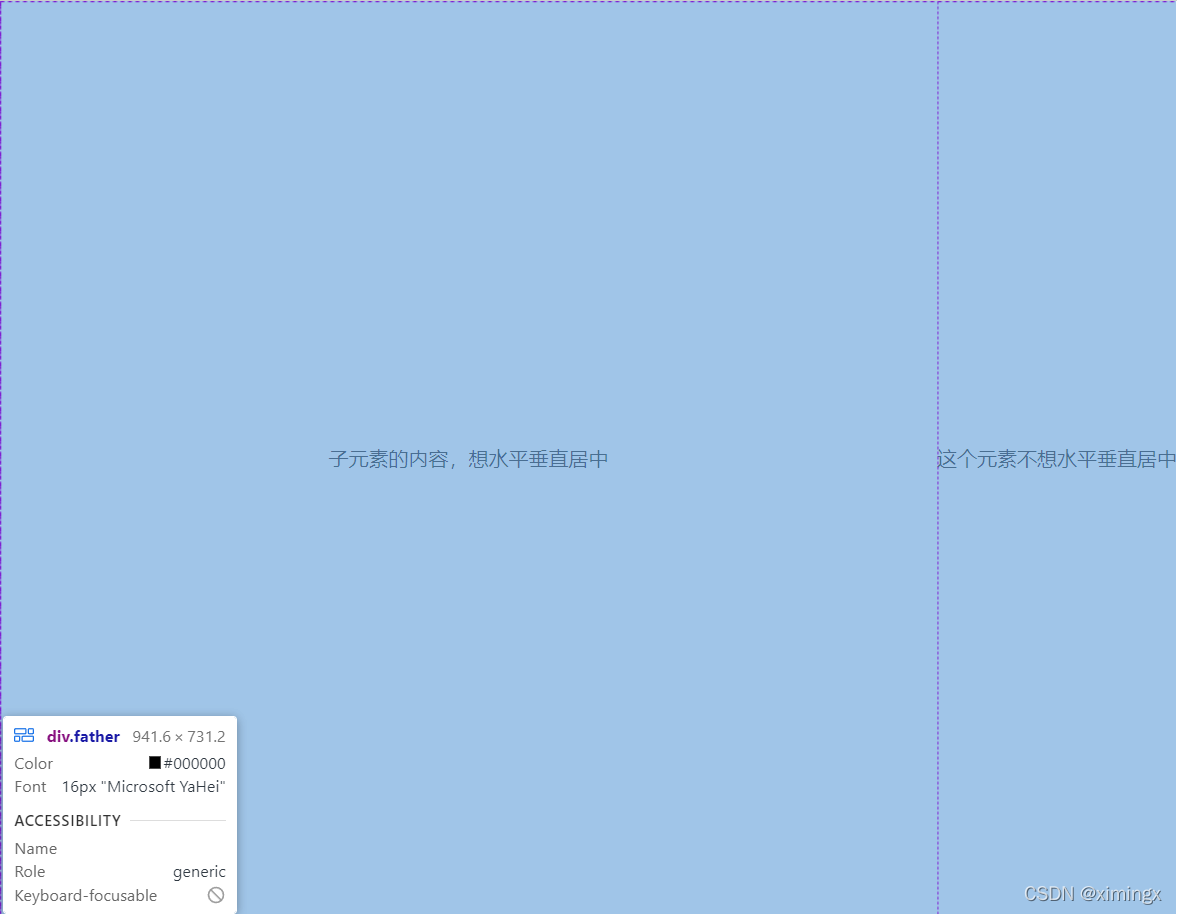 子元素的内容，想水平垂直居中
这个元素不想水平垂直居中
div.father 941.6 × 731.2
Color #000000
Font 16px "Microsoft YaHei"
ACCESSIBILITY
Name
Role generic
Keyboard-focusable
CSDN @ximingx